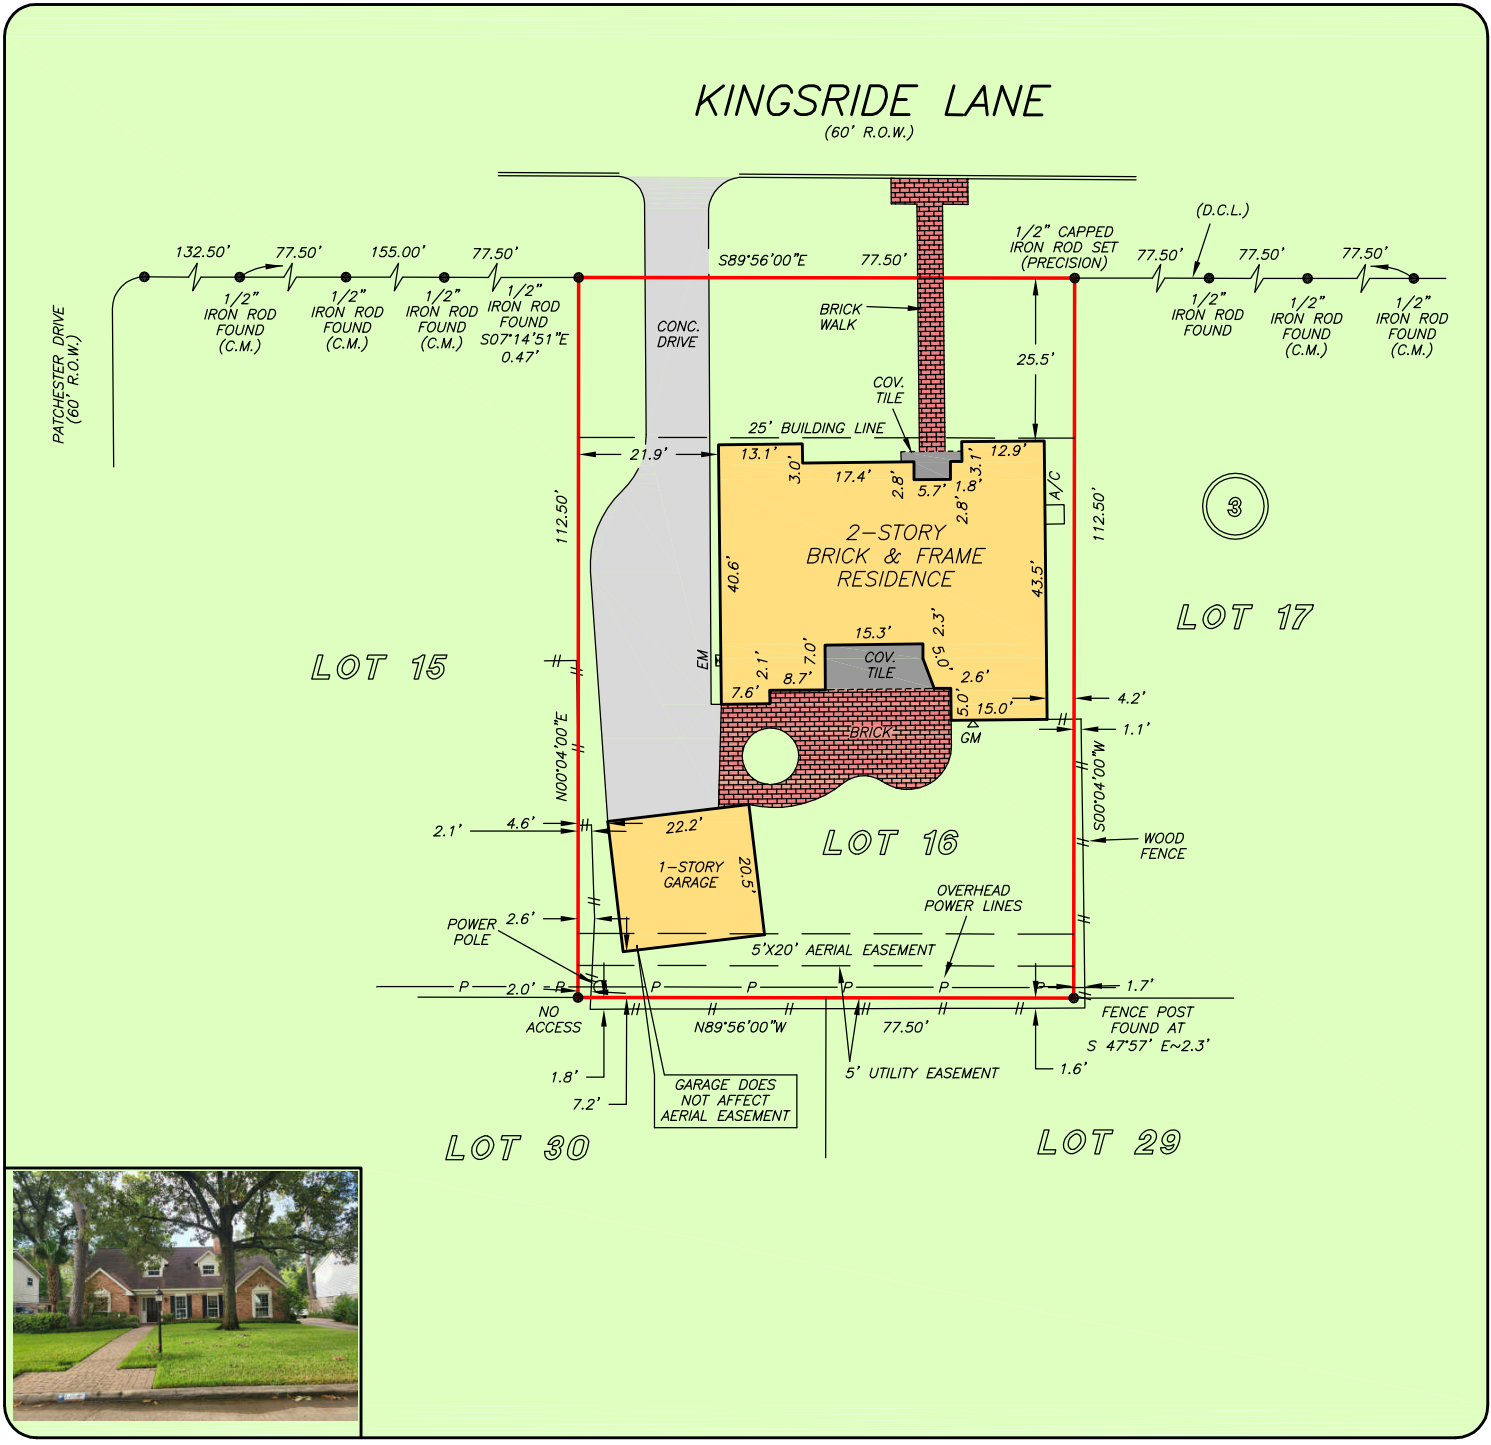 KINGSRIDE LANE
(60' R.O.W.)
(D.C.L.)
1/2" CAPPED
IRON ROD SET
(PRECISION)
132.50'
77.50'
155.00'
77.50'
S89°56'00"E
77.50'
77.50'
77.50'
77.50'
1/2"
IRON ROD
FOUND
(C.M.)
1/2"
IRON ROD
FOUND
(C.M.)
1/2"
IRON ROD
FOUND
(C.M.)
1/2"
IRON ROD
FOUND
S07°14'51"E
0.47'
1/2"
IRON ROD
FOUND
1/2"
IRON ROD
FOUND
(C.M.)
1/2"
IRON ROD
FOUND
(C.M.)
PATCHESTER DRIVE
(60' R.O.W.)
CONC.
DRIVE
BRICK
WALK
25.5'
COV.
TILE
25' BUILDING LINE
21.9'
13.1'
3.0'
17.4'
2.8'
5.7'
1.8'
2.8'
3.1'
12.9'
A/C
112.50'
112.50'
3
2-STORY
BRICK & FRAME
RESIDENCE
40.6'
43.5'
LOT 17
LOT 15
15.3'
2.3'
5.0'
7.0'
COV.
TILE
EM
2.1'
8.7'
7.6'
2.6'
5.0'
15.0'
4.2'
1.1'
GM
BRICK
N00°04'00"E
S00°04'00"W
LOT 16
WOOD
FENCE
4.6'
2.1'
22.2'
1-STORY
GARAGE
20.5'
OVERHEAD
POWER LINES
POWER
POLE
2.6'
5'X20' AERIAL EASEMENT
P
P
P
P
P
P
P
2.0'
1.7'
NO
ACCESS
N89°56'00"W
77.50'
FENCE POST
FOUND AT
S 47°57' E~2.3'
1.8'
7.2'
5' UTILITY EASEMENT
1.6'
GARAGE DOES
NOT AFFECT
AERIAL EASEMENT
LOT 30
LOT 29